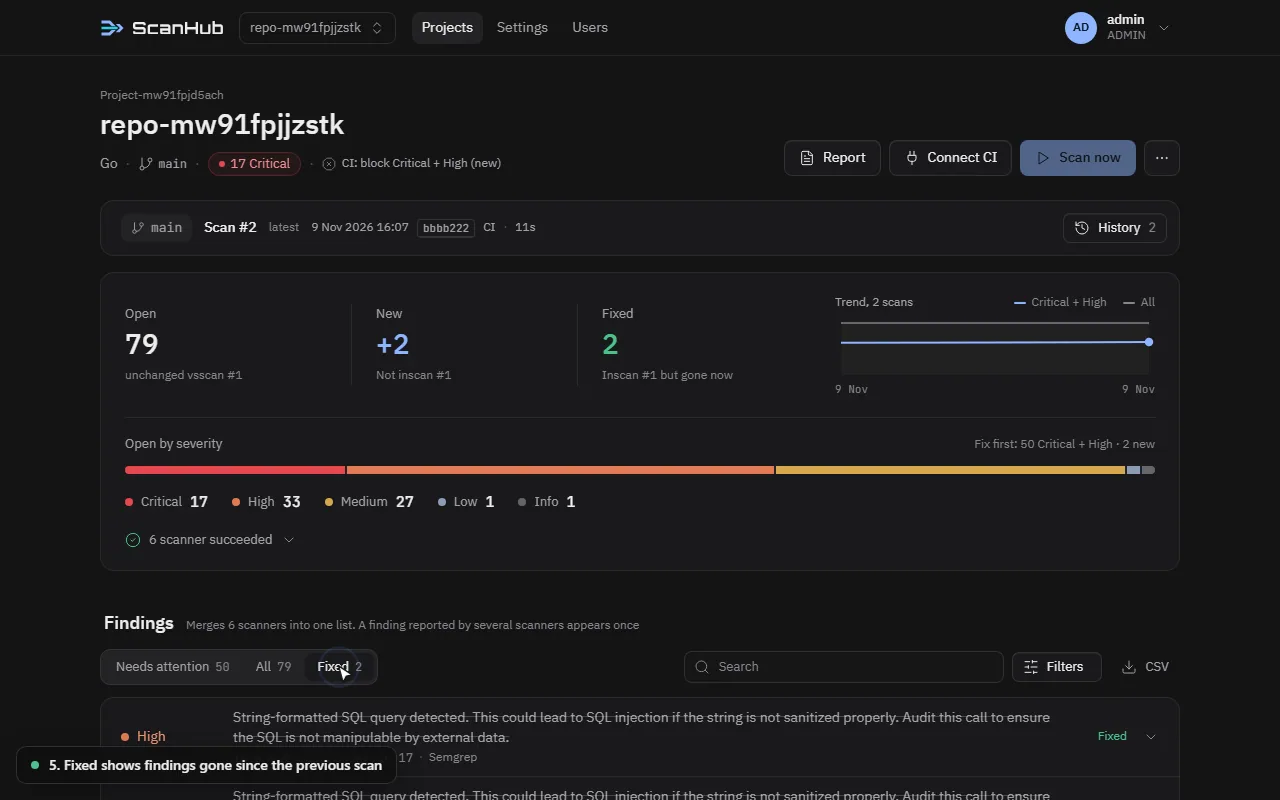 ScanHub repo-mw91fpjjzstk Projects Settings Users AD admin
ADMIN
Project-mw91fpjd5ach
repo-mw91fpjjzstk
Go · main · 17 Critical · CI: block Critical + High (new)
Report Connect CI Scan now
main Scan #2 latest 9 Nov 2026 16:07 bbbb222 CI · 11s History 2
Trend, 2 scans Critical + High All
Open New Fixed
79 +2 2
unchanged vsscan #1 Not inscan #1 Inscan #1 but gone now
9 Nov 9 Nov
Open by severity Fix first: 50 Critical + High · 2 new
Critical 17 High 33 Medium 27 Low 1 Info 1
6 scanner succeeded
Findings Merges 6 scanners into one list. A finding reported by several scanners appears once
Needs attention 50 All 79 Fixed 2 Search Filters CSV
String-formatted SQL query detected. This could lead to SQL injection if the string is not sanitized properly. Audit this call to ensure
the SQL is not manipulable by external data.
High Fixed
17 · Semgrep
5. Fixed shows findings gone since the previous scan
String-formatted SQL query detected. This could lead to SQL injection if the string is not sanitized properly. Audit this call to ensure